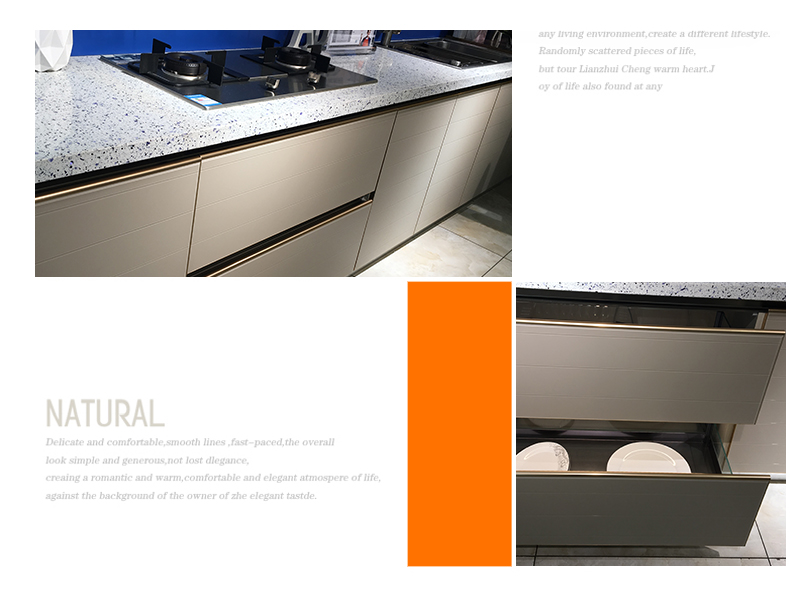 any living environment,create a different lifestyle.
Randomly scattered pieces of life,
but tour Lianzhui Cheng warm heart.J
oy of life also found at any
NATURAL
Delicate and comfortable,smooth lines ,fast-paced,the overall
look simple and generous,not lost dlegance,
creaing a romantic and warm,comfortable and elegant atmospere of life,
against the background of the owner of zhe elegant tastde.